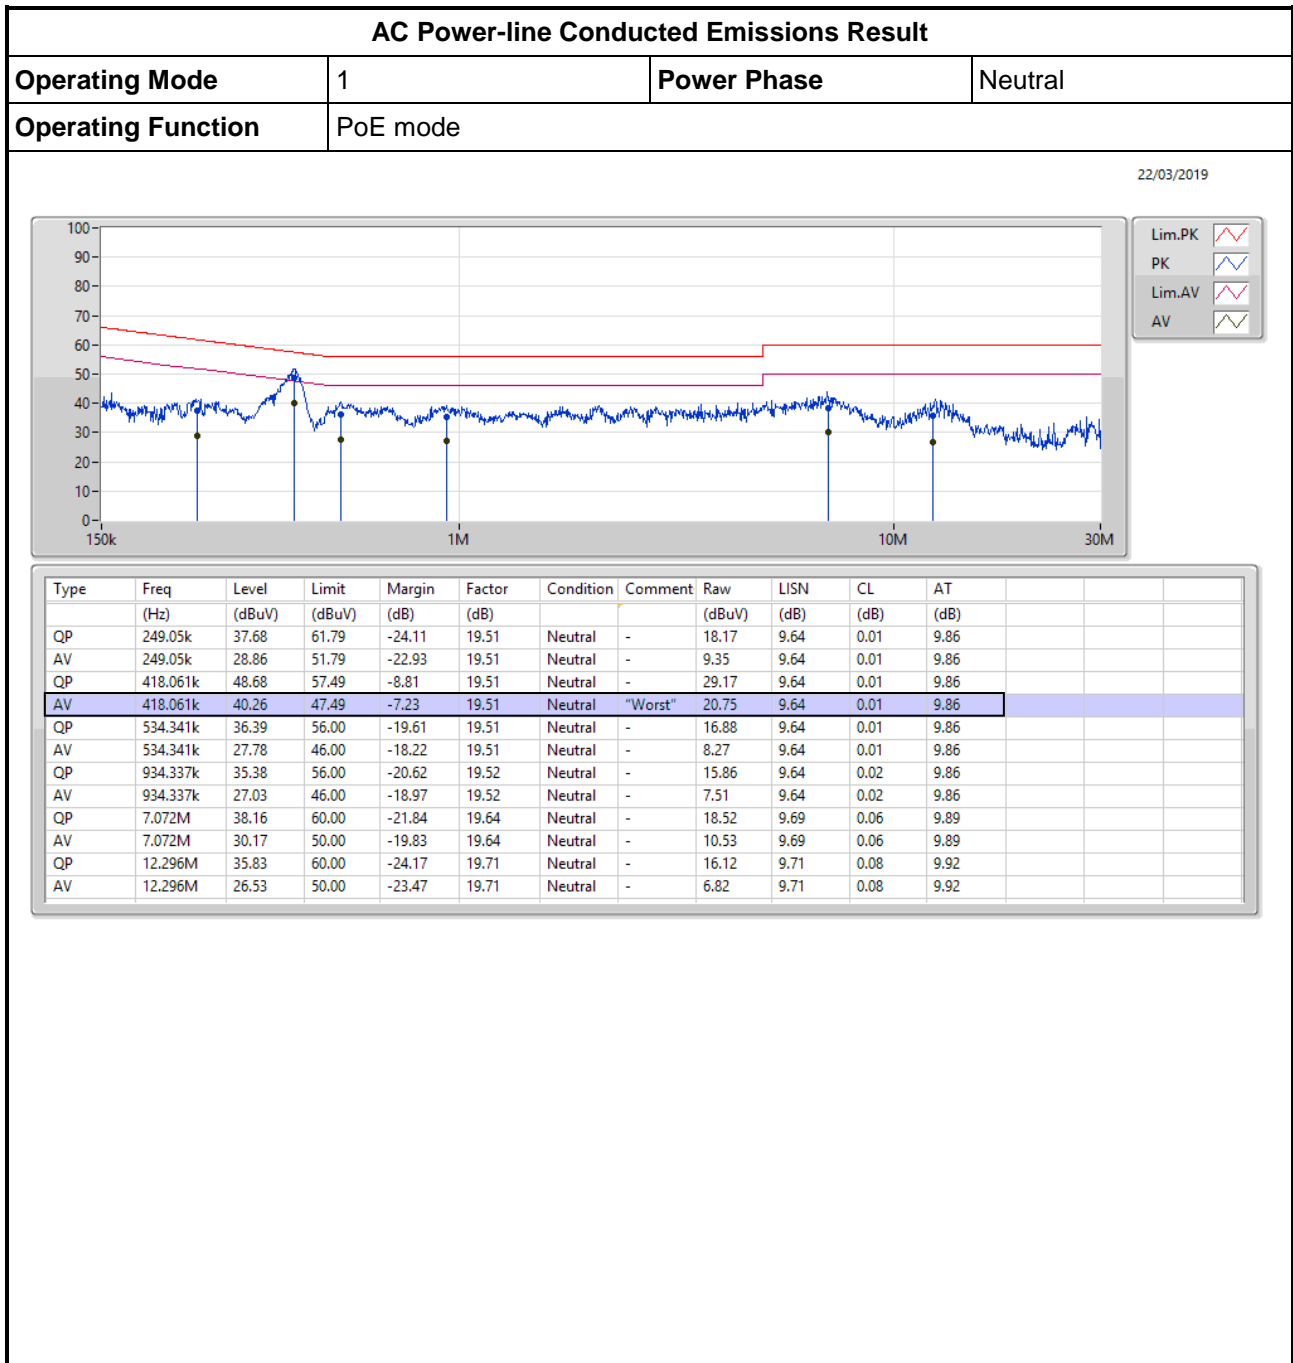 AC Power-line Conducted Emissions Result
Operating Mode 1 Power Phase Neutral
Operating Function PoE mode
22/03/2019
100
90
80
70
60
50
40
30
20
10
0
150k 1M 10M 30M
Lim.PK
PK
Lim.AV
AV
Type Freq Level Limit Margin Factor Condition Comment Raw LISN CL AT
(Hz) (dBuV) (dBuV) (dB) (dB) (dBuV) (dB) (dB) (dB)
QP 249.05k 37.68 61.79 -24.11 19.51 Neutral - 18.17 9.64 0.01 9.86
AV 249.05k 28.86 51.79 -22.93 19.51 Neutral - 9.35 9.64 0.01 9.86
QP 418.061k 48.68 57.49 -8.81 19.51 Neutral - 29.17 9.64 0.01 9.86
AV 418.061k 40.26 47.49 -7.23 19.51 Neutral "Worst" 20.75 9.64 0.01 9.86
QP 534.341k 36.39 56.00 -19.61 19.51 Neutral - 16.88 9.64 0.01 9.86
AV 534.341k 27.78 46.00 -18.22 19.51 Neutral - 8.27 9.64 0.01 9.86
QP 934.337k 35.38 56.00 -20.62 19.52 Neutral - 15.86 9.64 0.02 9.86
AV 934.337k 27.03 46.00 -18.97 19.52 Neutral - 7.51 9.64 0.02 9.86
QP 7.072M 38.16 60.00 -21.84 19.64 Neutral - 18.52 9.69 0.06 9.89
AV 7.072M 30.17 50.00 -19.83 19.64 Neutral - 10.53 9.69 0.06 9.89
QP 12.296M 35.83 60.00 -24.17 19.71 Neutral - 16.12 9.71 0.08 9.92
AV 12.296M 26.53 50.00 -23.47 19.71 Neutral - 6.82 9.71 0.08 9.92